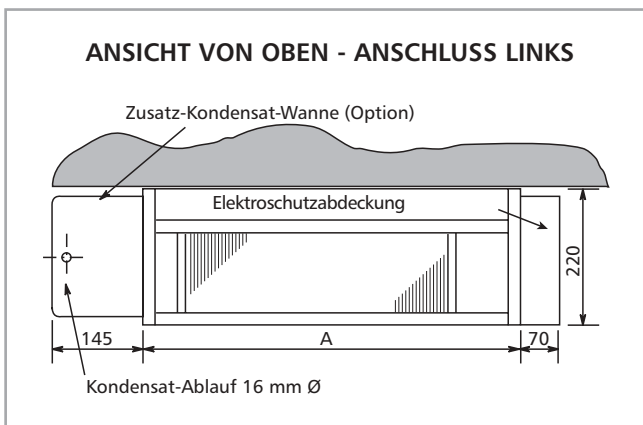 ANSICHT VON OBEN - ANSCHLUSS LINKS
Zusatz-Kondensat-Wanne (Option)
Elektroschutzabdeckung
220
145
A
70
Kondensat-Ablauf 16 mm Ø